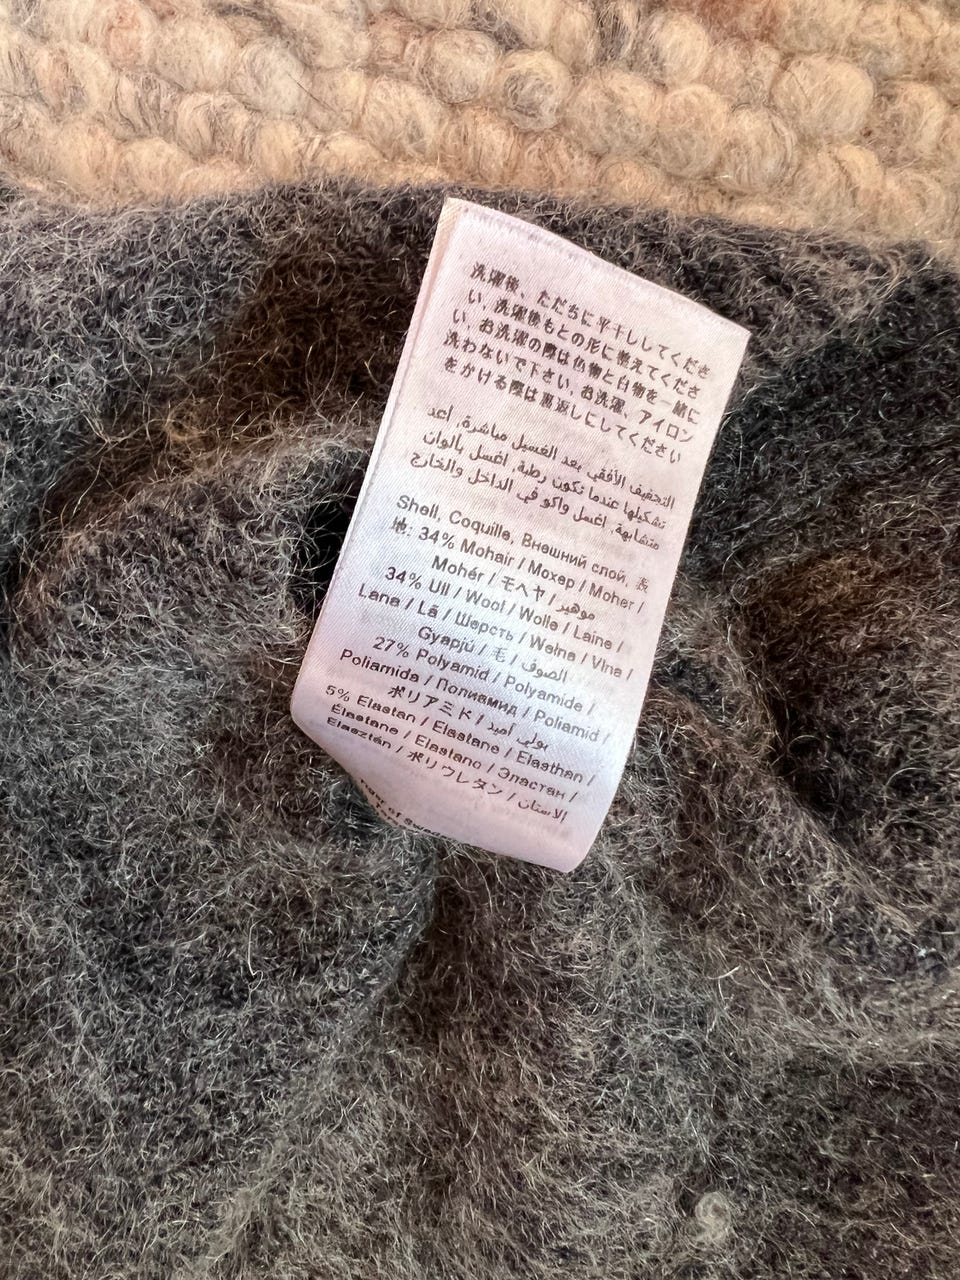 洗濯後、ただちに平干ししてくださ
い、洗濯後もとの形に整えてくださ
い、お洗濯の際は色物と白物を一緒に
洗わないで下さい、お洗濯、アイロン
をかける際は裏返しにしてください
التجفيف الأفقي بعد الغسيل مباشرة, أعد
تشكيلها عندما تكون رطبة, اغسل بألوان
متشابهة, اغسل واكو في الداخل والخارج
Shell, Coquille, Внешний слой, 表
地: 34% Mohair / Мохер / Moher /
Mohér / モヘヤ / موهير
34% Ull / Wool / Wolle / Laine /
Lana / Lã / Шерсть / Wełna / Vlna /
Gyapjú / 毛 / الصوف
27% Polyamid / Polyamide /
Poliamida / Полиамид / Poliamid /
ポリアミド / بولي أميد
5% Elastan / Elastane / Elasthan /
Élastane / Elastano / Эластан /
Elasztán / ポリウレタン / الاستان
of Sweden